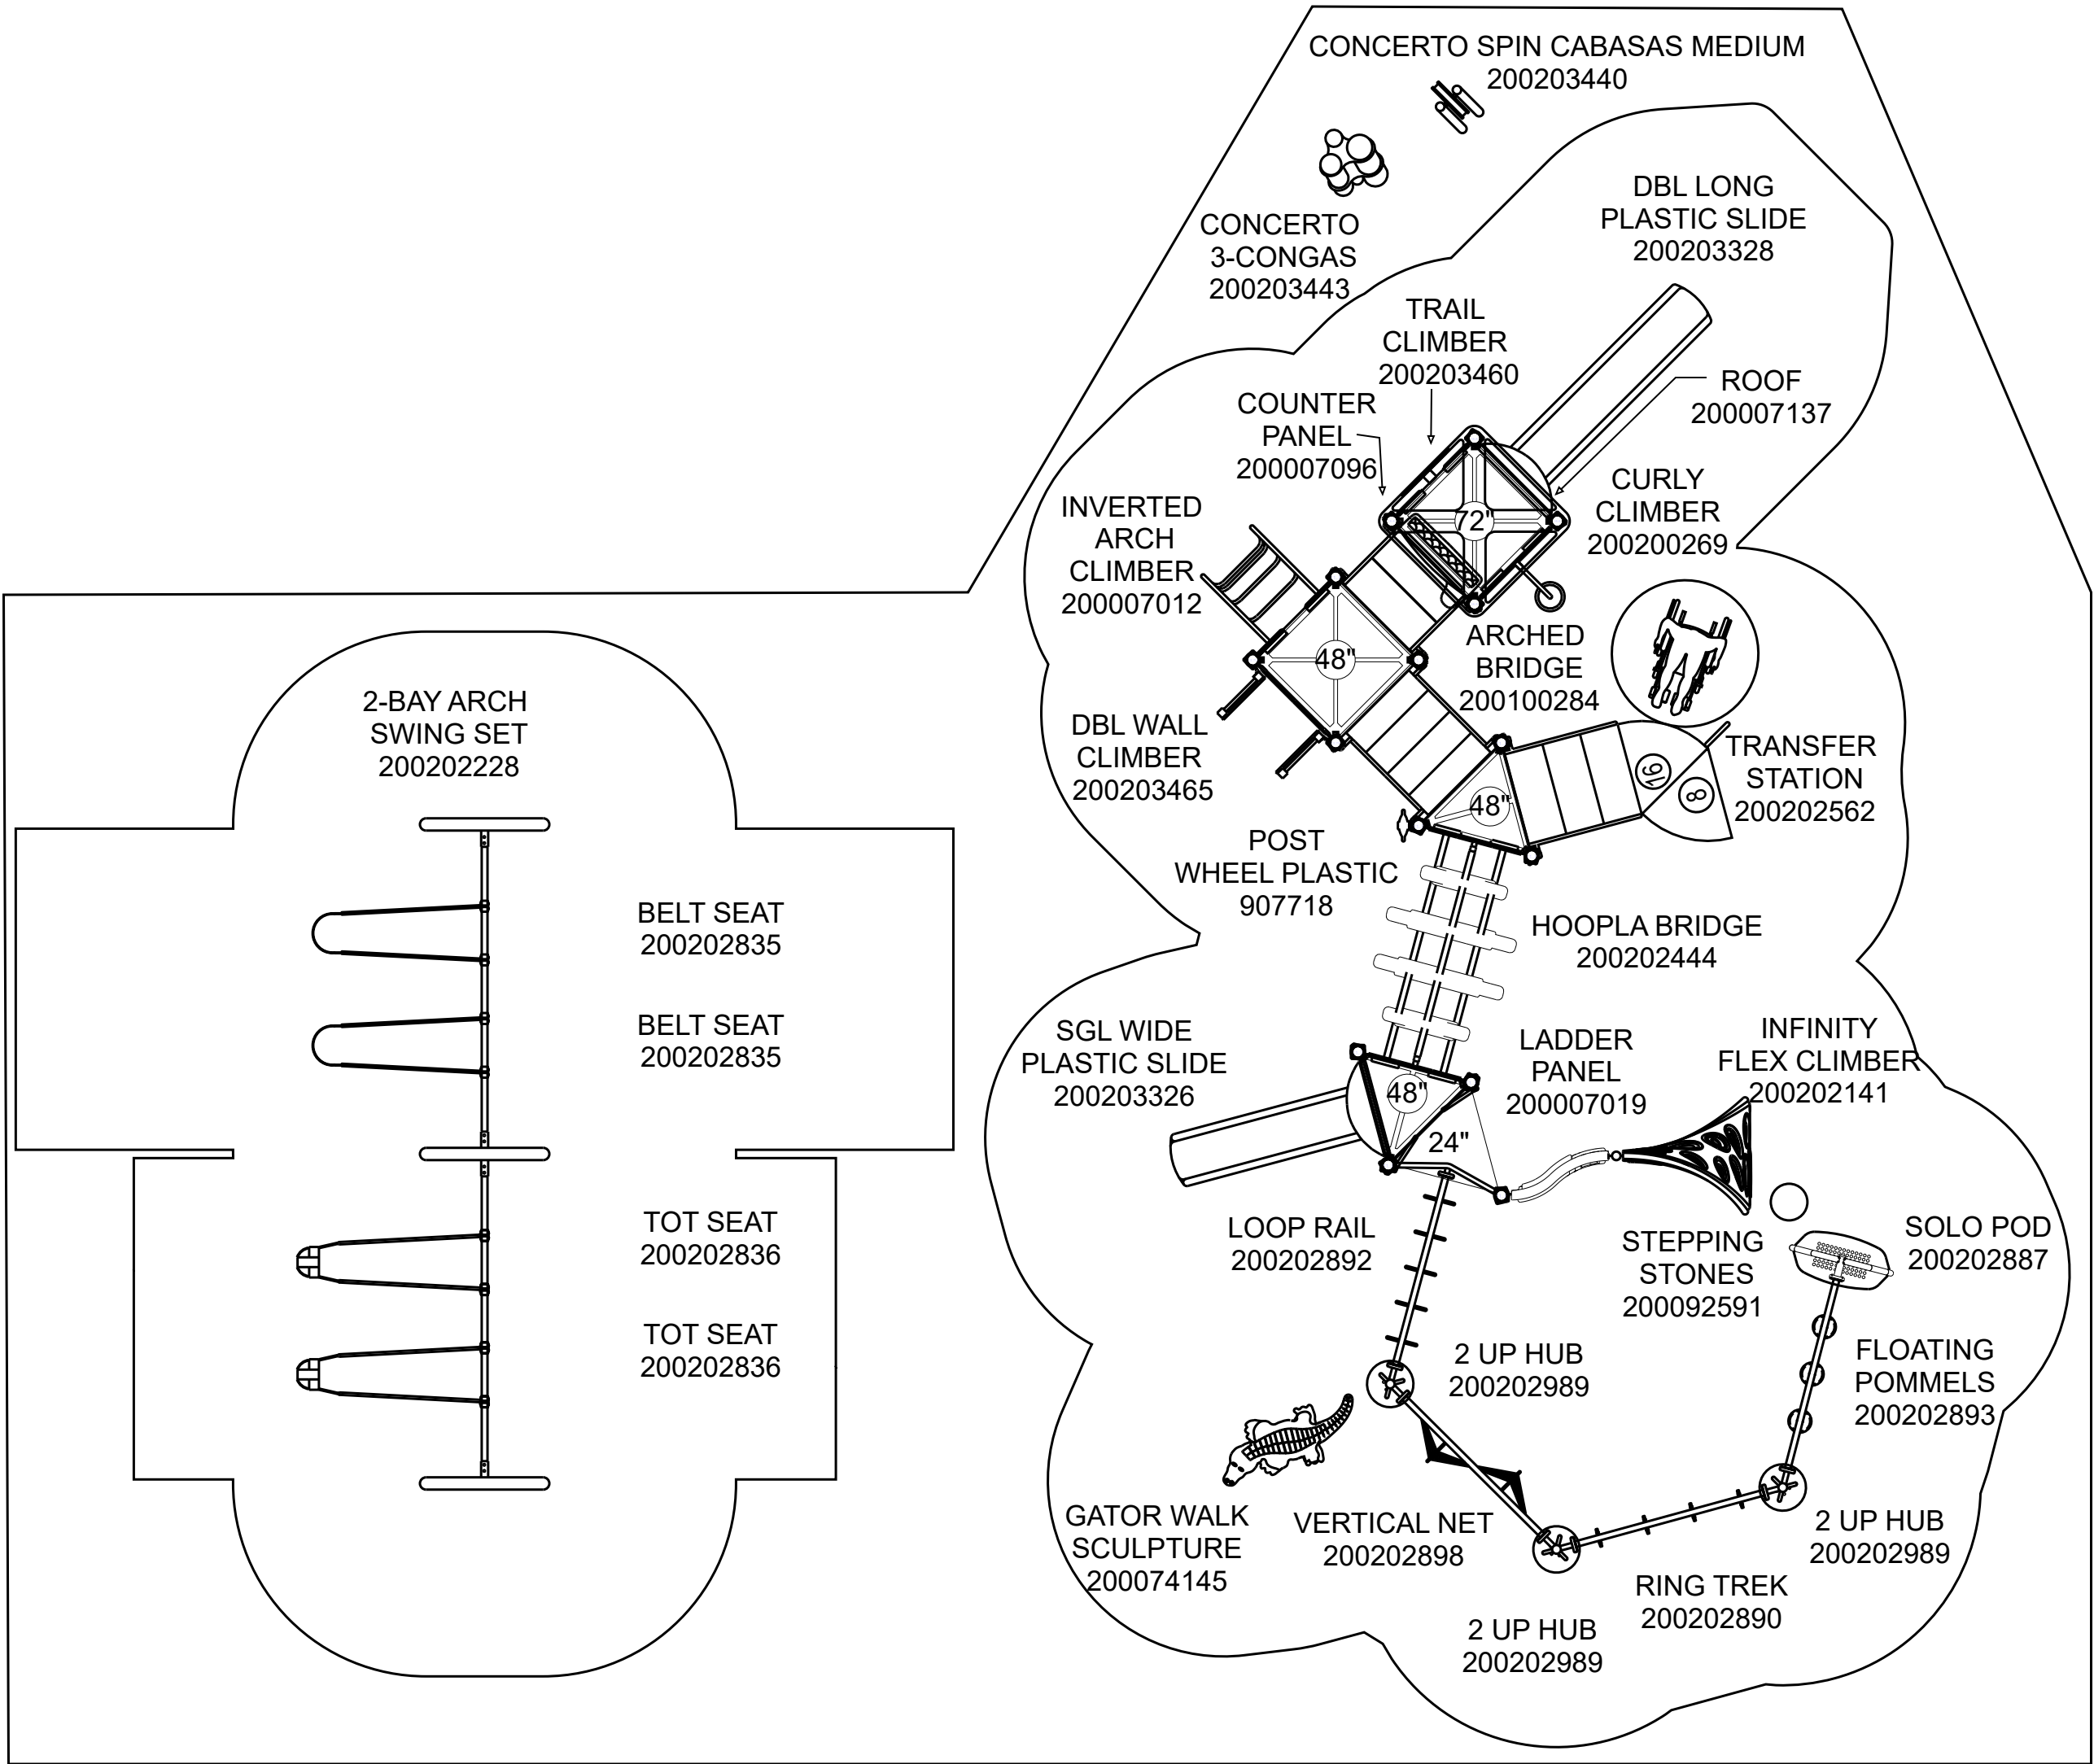 CONCERTO SPIN CABASAS MEDIUM
200203440
CONCERTO
3-CONGAS
200203443
DBL LONG
PLASTIC SLIDE
200203328
TRAIL
CLIMBER
200203460
ROOF
200007137
COUNTER
PANEL
200007096
CURLY
CLIMBER
200200269
72"
INVERTED
ARCH
CLIMBER
200007012
48"
ARCHED
BRIDGE
200100284
DBL WALL
CLIMBER
200203465
TRANSFER
STATION
200202562
16
8
48"
POST
WHEEL PLASTIC
907718
HOOPLA BRIDGE
200202444
2-BAY ARCH
SWING SET
200202228
BELT SEAT
200202835
BELT SEAT
200202835
TOT SEAT
200202836
TOT SEAT
200202836
SGL WIDE
PLASTIC SLIDE
200203326
48"
24"
LADDER
PANEL
200007019
INFINITY
FLEX CLIMBER
200202141
LOOP RAIL
200202892
STEPPING
STONES
200092591
SOLO POD
200202887
2 UP HUB
200202989
FLOATING
POMMELS
200202893
GATOR WALK
SCULPTURE
200074145
VERTICAL NET
200202898
2 UP HUB
200202989
RING TREK
200202890
2 UP HUB
200202989